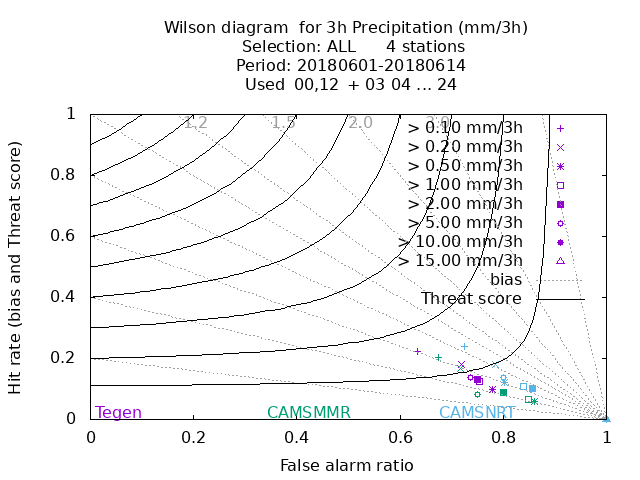 Wilson diagram  for 3h Precipitation (mm/3h)
Selection: ALL      4 stations
Period: 20180601-20180614
Used  00,12  + 03 04 ... 24
1.2 1.5 2.0 3.0
> 0.10 mm/3h
> 0.20 mm/3h
> 0.50 mm/3h
> 1.00 mm/3h
> 2.00 mm/3h
> 5.00 mm/3h
> 10.00 mm/3h
> 15.00 mm/3h
bias
Threat score
Hit rate (bias and Threat score)
1
0.8
0.6
0.4
0.2
0
Tegen CAMSMMR CAMSNRT
0 0.2 0.4 0.6 0.8 1
False alarm ratio